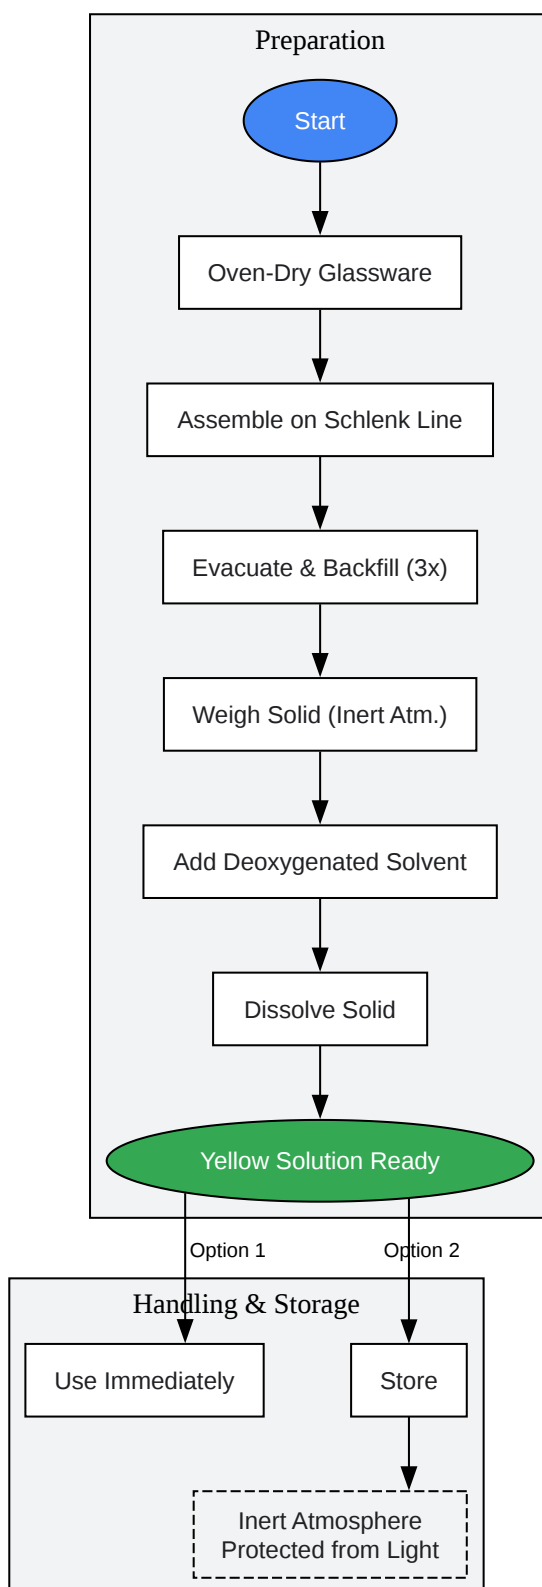 Preparation
Start
Oven-Dry Glassware
Assemble on Schlenk Line
Evacuate & Backfill (3x)
Weigh Solid (Inert Atm.)
Add Deoxygenated Solvent
Dissolve Solid
Yellow Solution Ready
Option 1
Option 2
Handling & Storage
Use Immediately
Store
Inert Atmosphere
Protected from Light